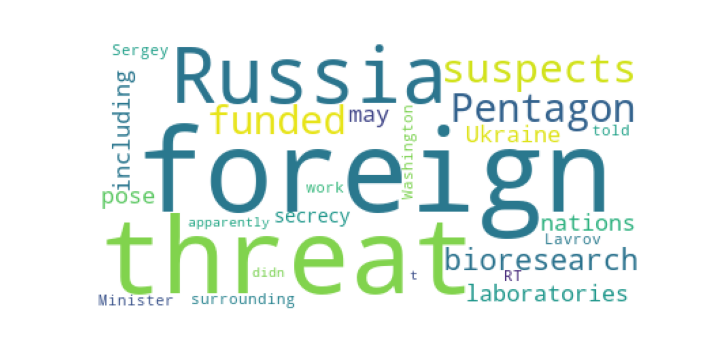 Sergey
Russia
suspects
including
funded
may
Pentagon
Washington
Ukraine
told
foreign
pose
work
secrecy
apparently
nations
threat
Lavrov
bioresearch
didn
t
RT
laboratories
Minister
surrounding